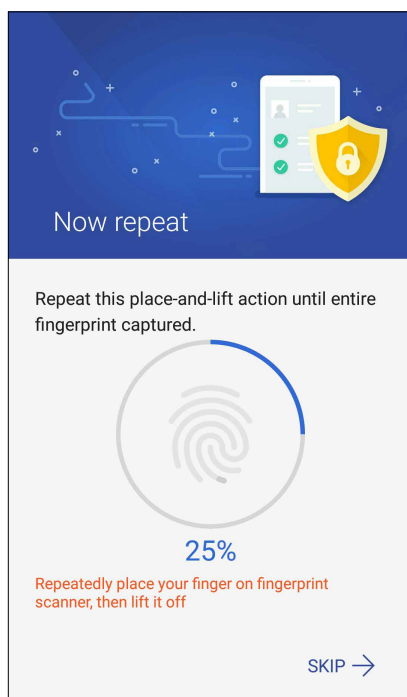 Now repeat
Repeat this place-and-lift action until entire
fingerprint captured.
25%
Repeatedly place your finger on fingerprint
scanner, then lift it off
SKIP